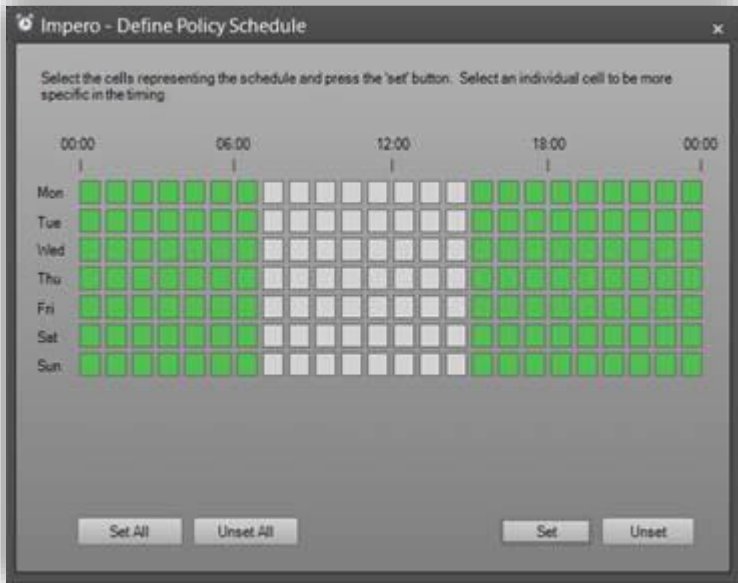 Impero - Define Policy Schedule
×
Select the cells representing the schedule and press the 'set' button. Select an individual cell to be more
specific in the timing
00:00 06:00 12:00 18:00 00:00
Mon
Tue
Wed
Thu
Fri
Sat
Sun
Set All Unset All Set Unset